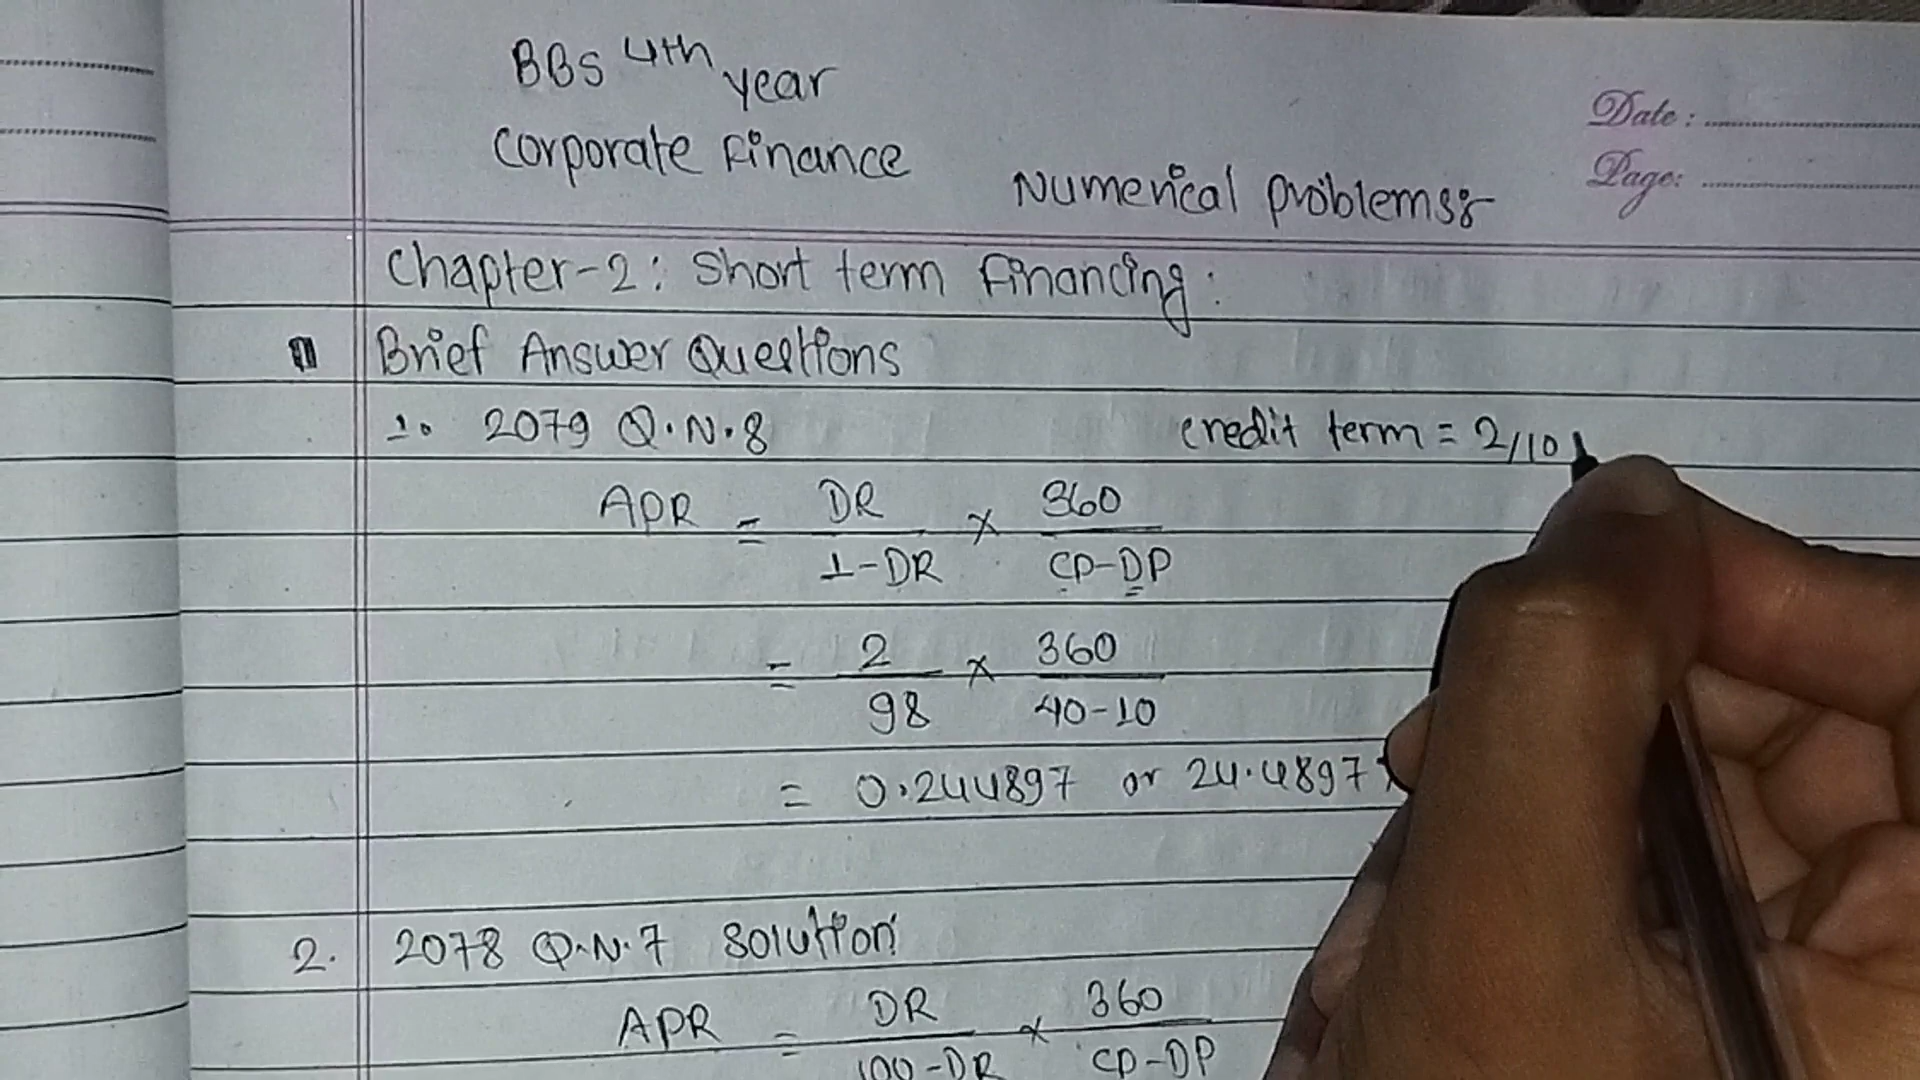 BBS 4th year
Corporate Finance
Numerical problems:-
Date :
Page:
Chapter-2: Short term Financing:
Brief Answer Questions
1. 2079 Q.N.8
credit term = 2/10
APR = DR / 1-DR × 360 / CP-DP
= 2 / 98 × 360 / 40-10
= 0.244897 or 24.4897
2. 2078 Q.N.7 Solution:
APR = DR / 100-DR × 360 / CP-DP